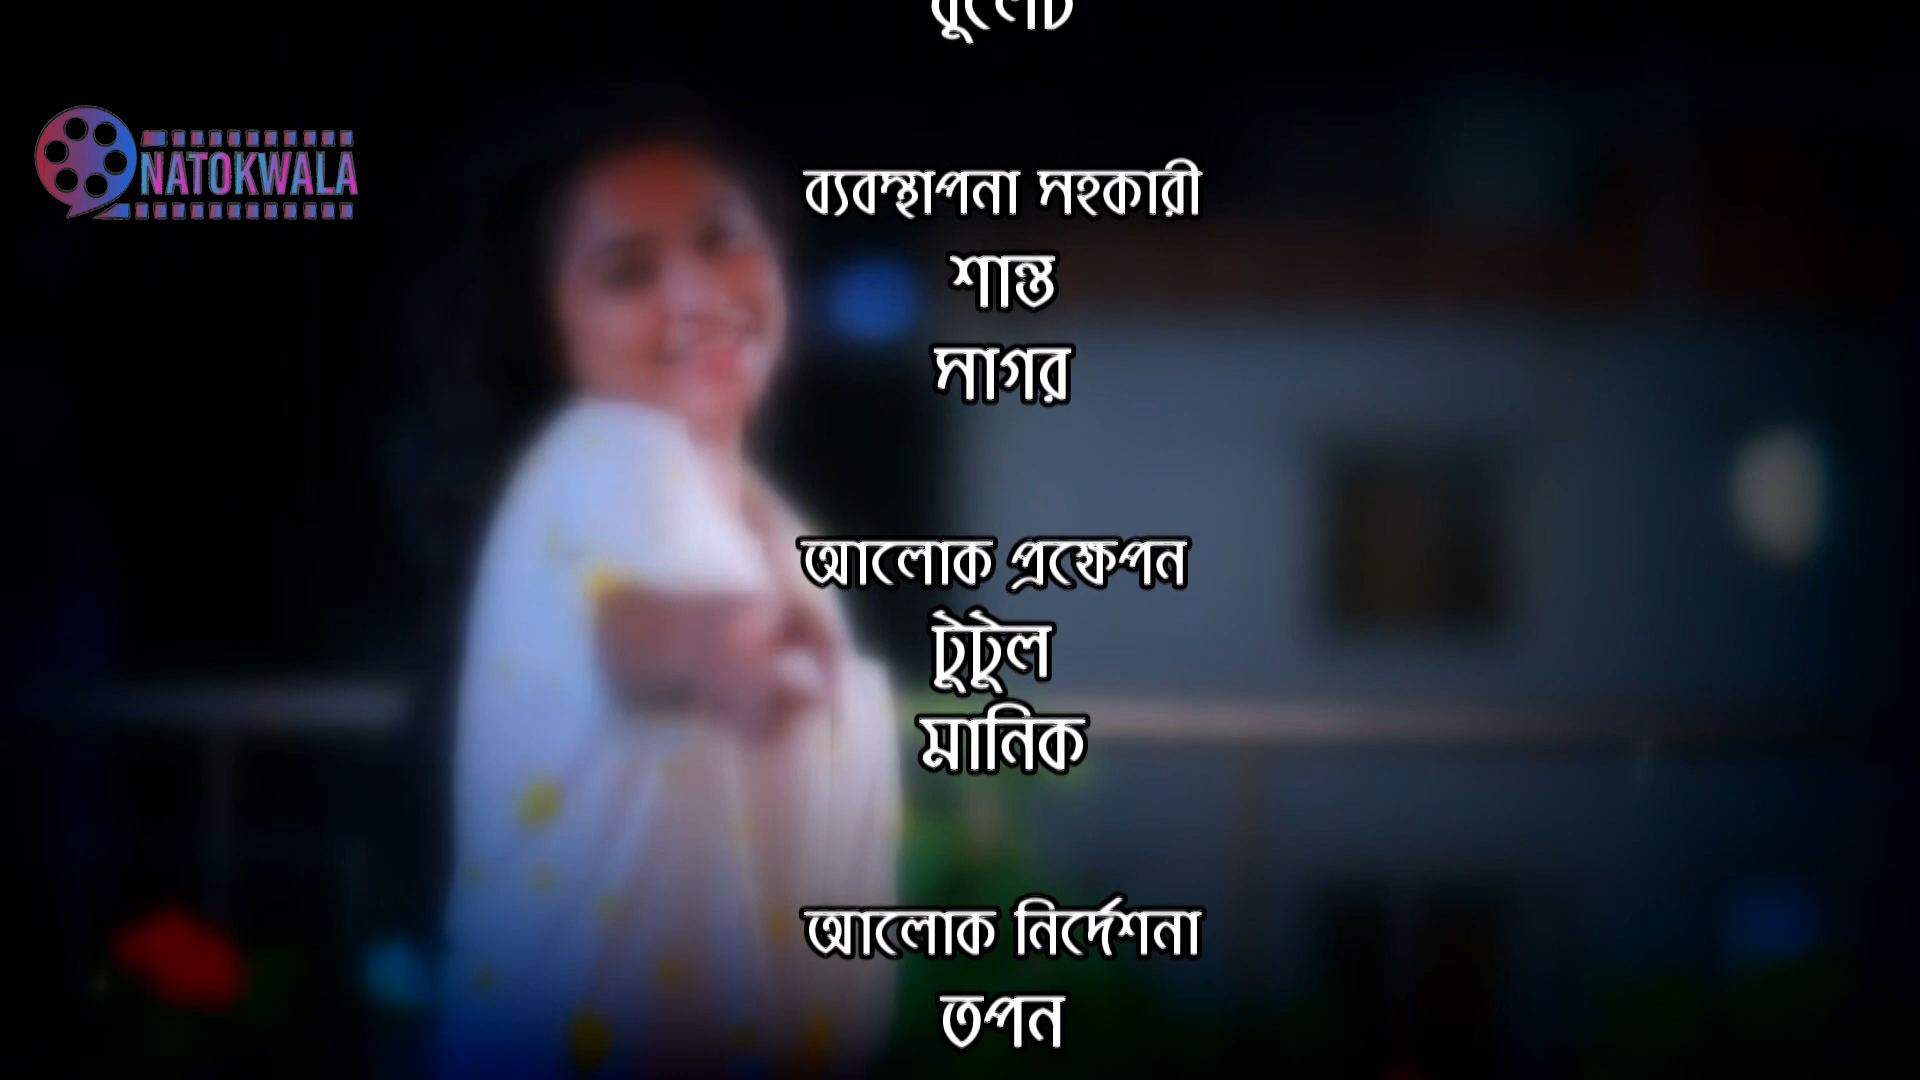 বুলেট
NATOKWALA
ব্যবস্থাপনা সহকারী
শান্ত
সাগর
আলোক প্রক্ষেপন
টুটুল
মানিক
আলোক নির্দেশনা
তপন